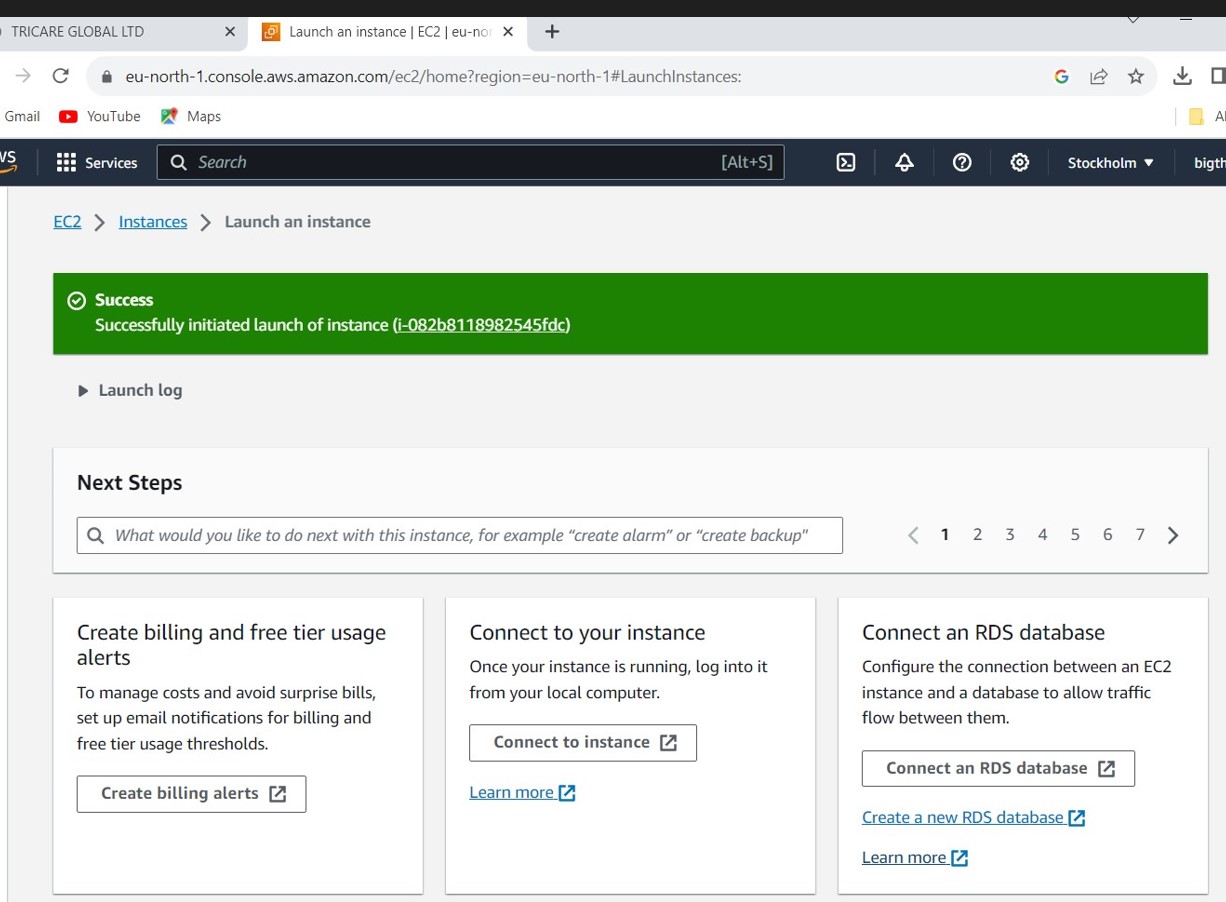 TRICARE GLOBAL LTD
Launch an instance | EC2 | eu-nor
eu-north-1.console.aws.amazon.com/ec2/home?region=eu-north-1#LaunchInstances:
Gmail YouTube Maps
Services Search [Alt+S] Stockholm
EC2 Instances Launch an instance
Success
Successfully initiated launch of instance (i-082b8118982545fdc)
Launch log
Next Steps
What would you like to do next with this instance, for example “create alarm” or “create backup”
1 2 3 4 5 6 7
Create billing and free tier usage
alerts
To manage costs and avoid surprise bills,
set up email notifications for billing and
free tier usage thresholds.
Create billing alerts
Connect to your instance
Once your instance is running, log into it
from your local computer.
Connect to instance
Learn more
Connect an RDS database
Configure the connection between an EC2
instance and a database to allow traffic
flow between them.
Connect an RDS database
Create a new RDS database
Learn more